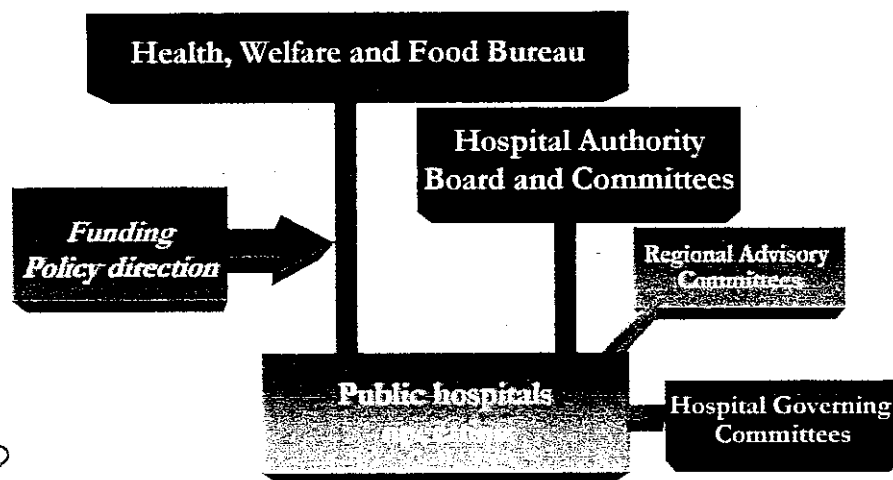 Health, Welfare and Food Bureau
Hospital Authority
Board and Committees
Funding
Policy direction
Regional Advisory
Committees
Public hospitals
Hospital Governing
Committees